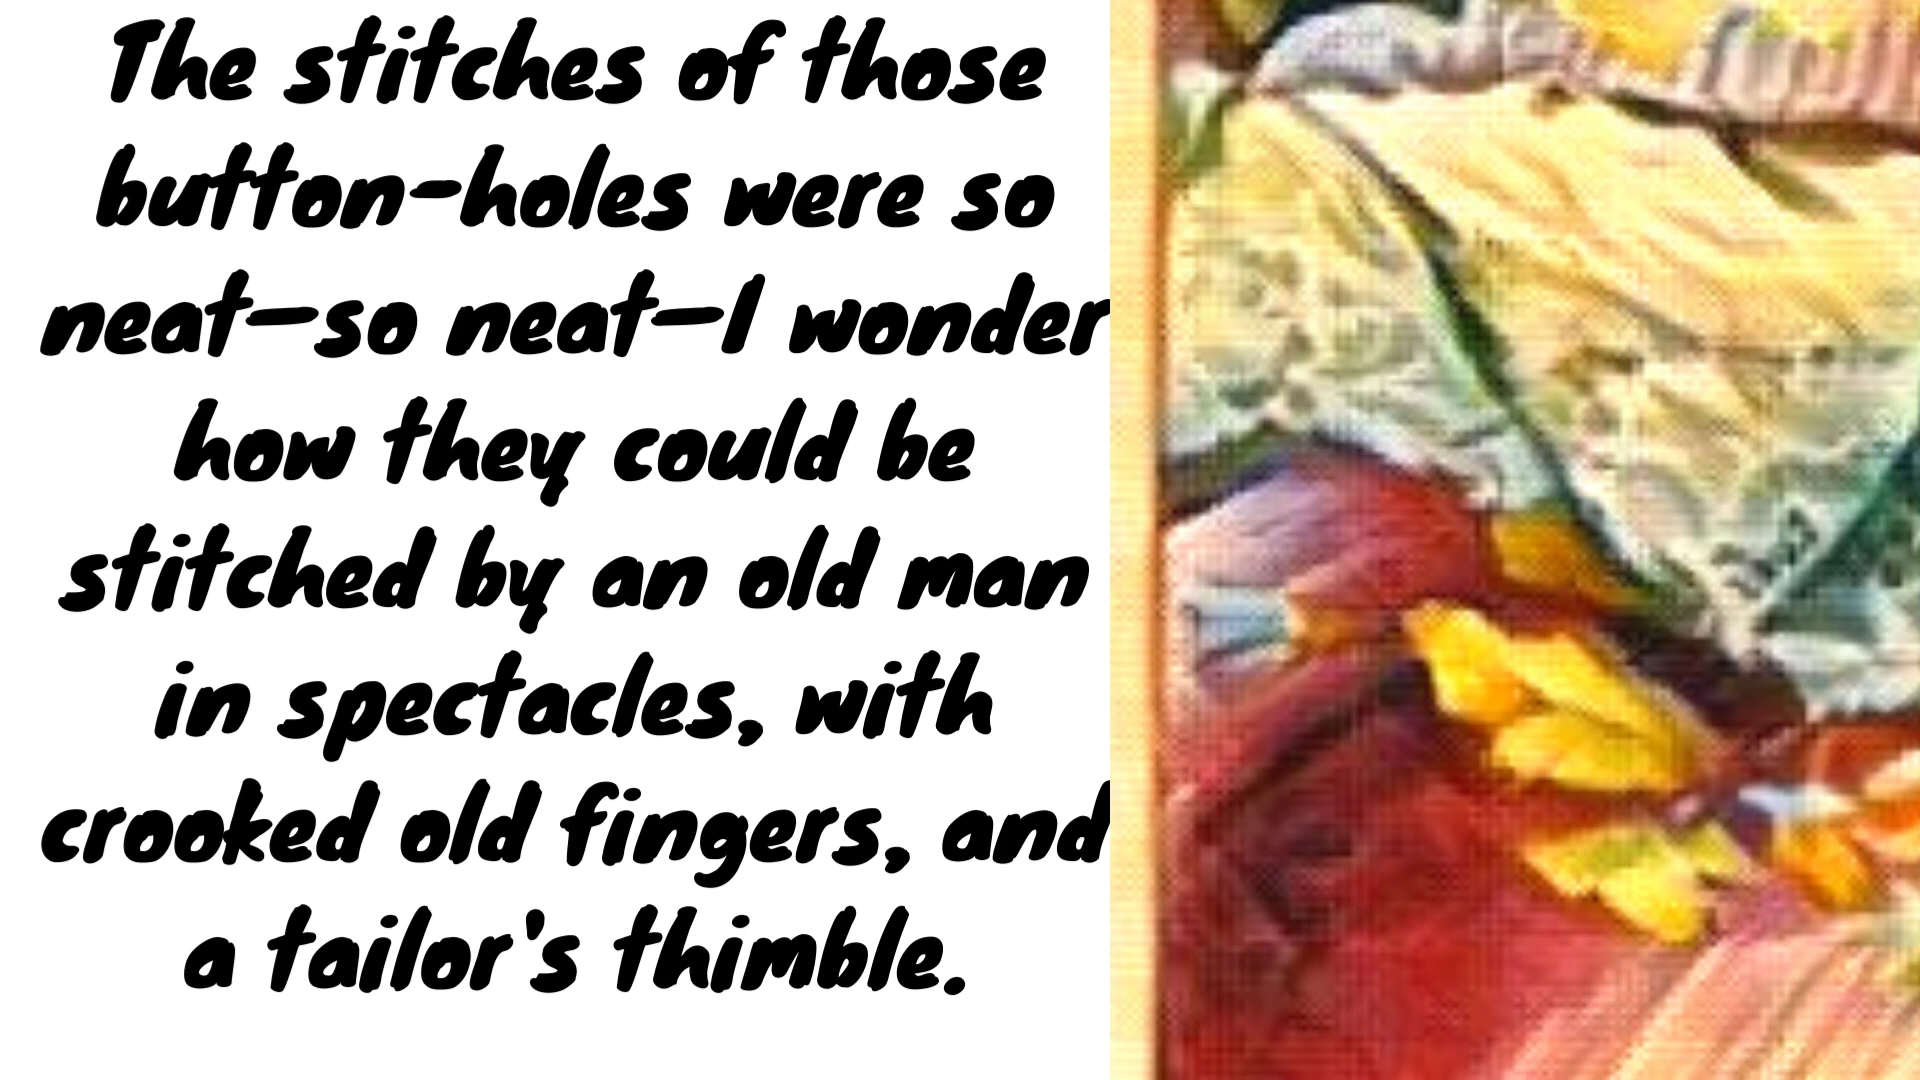 The stitches of those
button-holes were so
neat—so neat—I wonder
how they could be
stitched by an old man
in spectacles, with
crooked old fingers, and
a tailor's thimble.